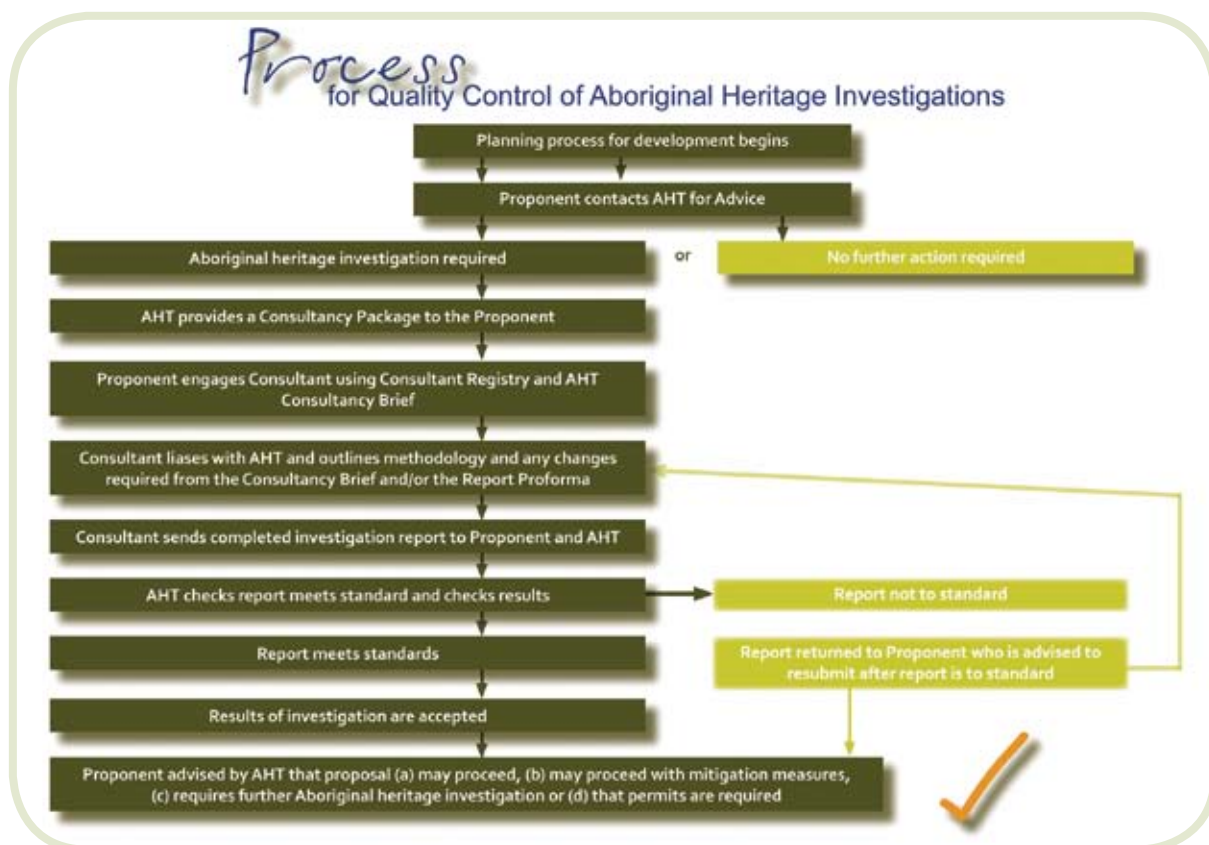 Process
for Quality Control of Aboriginal Heritage Investigations
Planning process for development begins
Proponent contacts AHT for Advice
Aboriginal heritage investigation required
or
No further action required
AHT provides a Consultancy Package to the Proponent
Proponent engages Consultant using Consultant Registry and AHT
Consultancy Brief
Consultant liases with AHT and outlines methodology and any changes
required from the Consultancy Brief and/or the Report Proforma
Consultant sends completed investigation report to Proponent and AHT
AHT checks report meets standard and checks results
Report not to standard
Report meets standards
Report returned to Proponent who is advised to
resubmit after report is to standard
Results of investigation are accepted
Proponent advised by AHT that proposal (a) may proceed, (b) may proceed with mitigation measures,
(c) requires further Aboriginal heritage investigation or (d) that permits are required